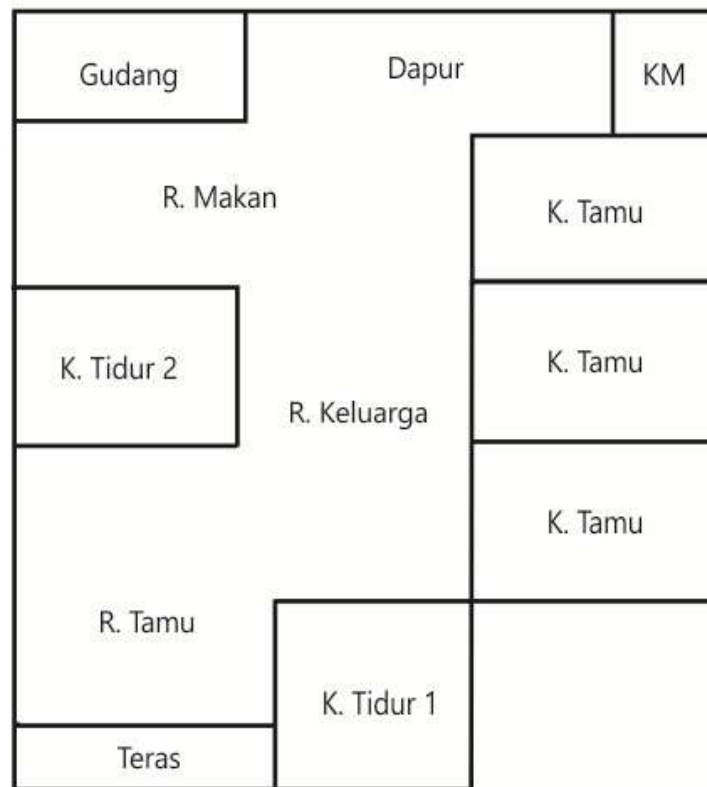 Gudang
Dapur
KM
R. Makan
K. Tamu
K. Tidur 2
K. Tamu
R. Keluarga
K. Tamu
R. Tamu
K. Tidur 1
Teras